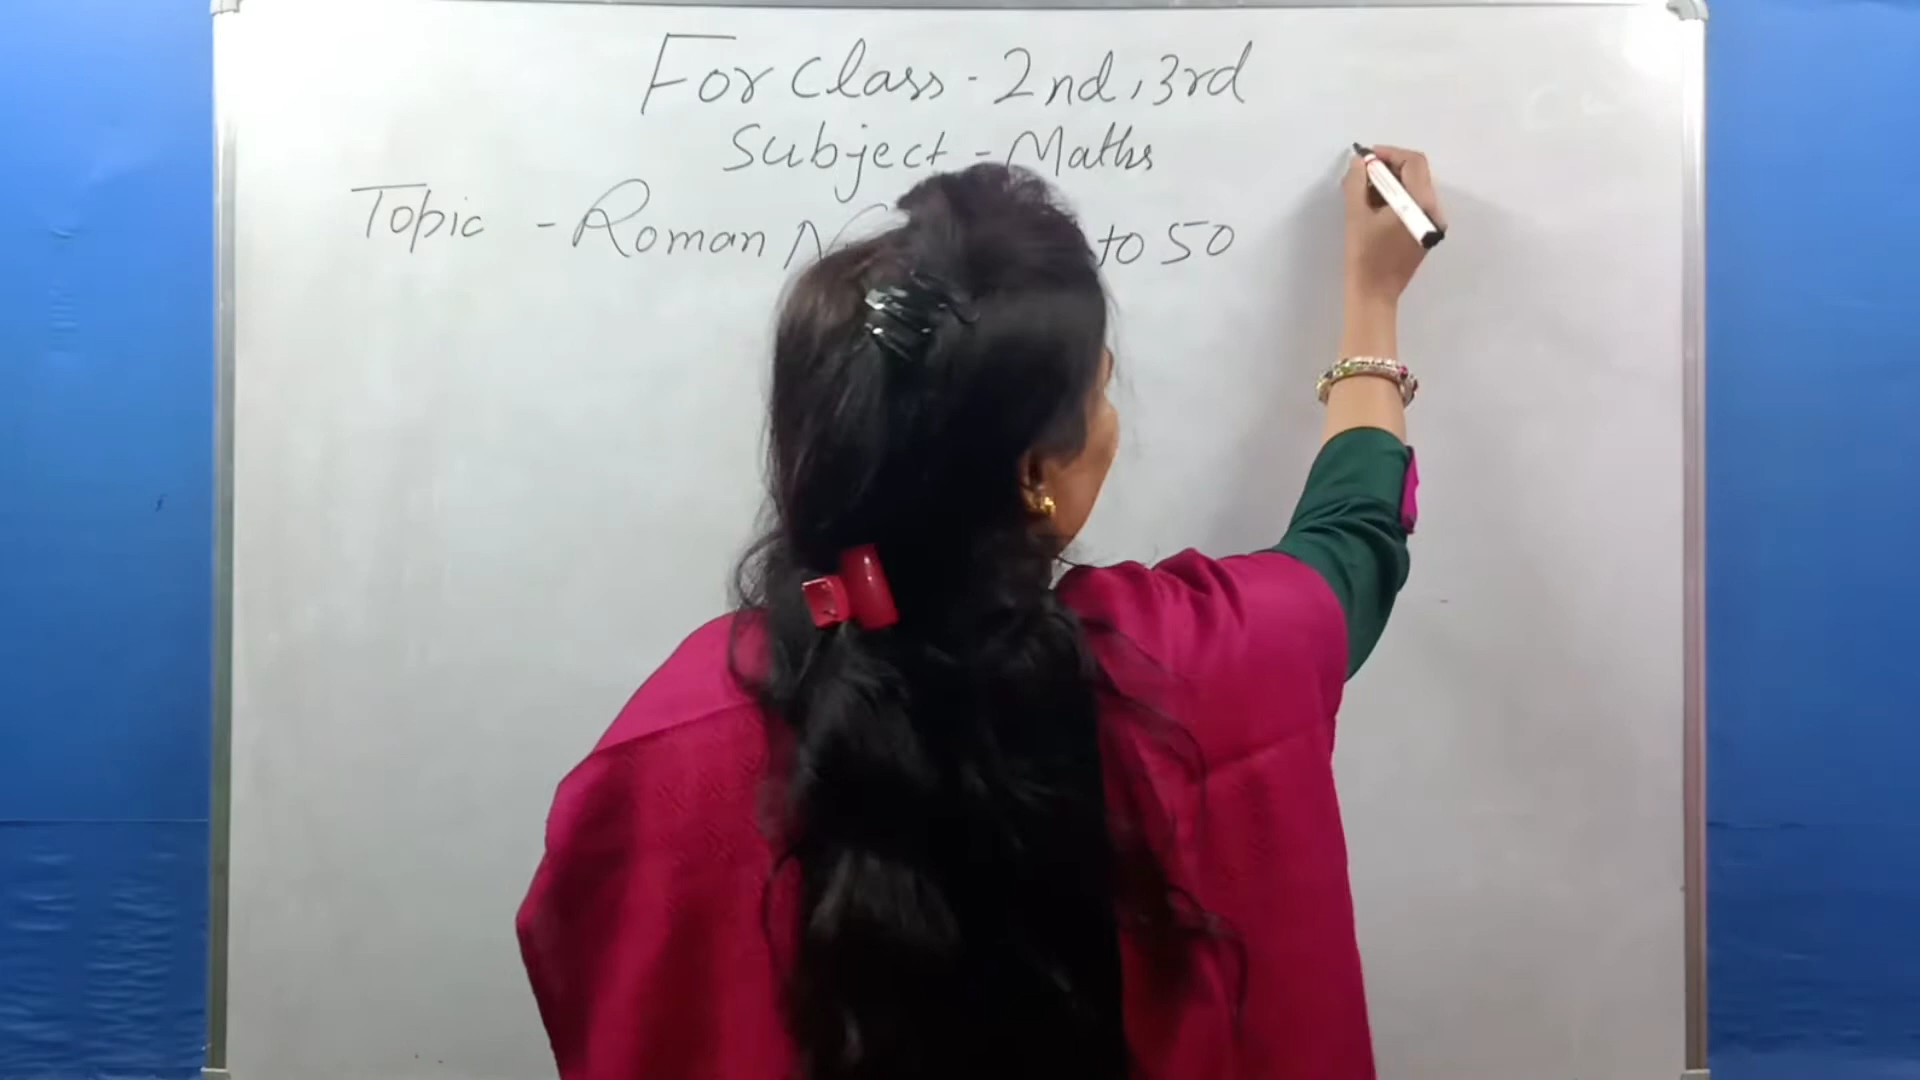 For Class - 2nd, 3rd
Subject - Maths
Topic - Roman to 50